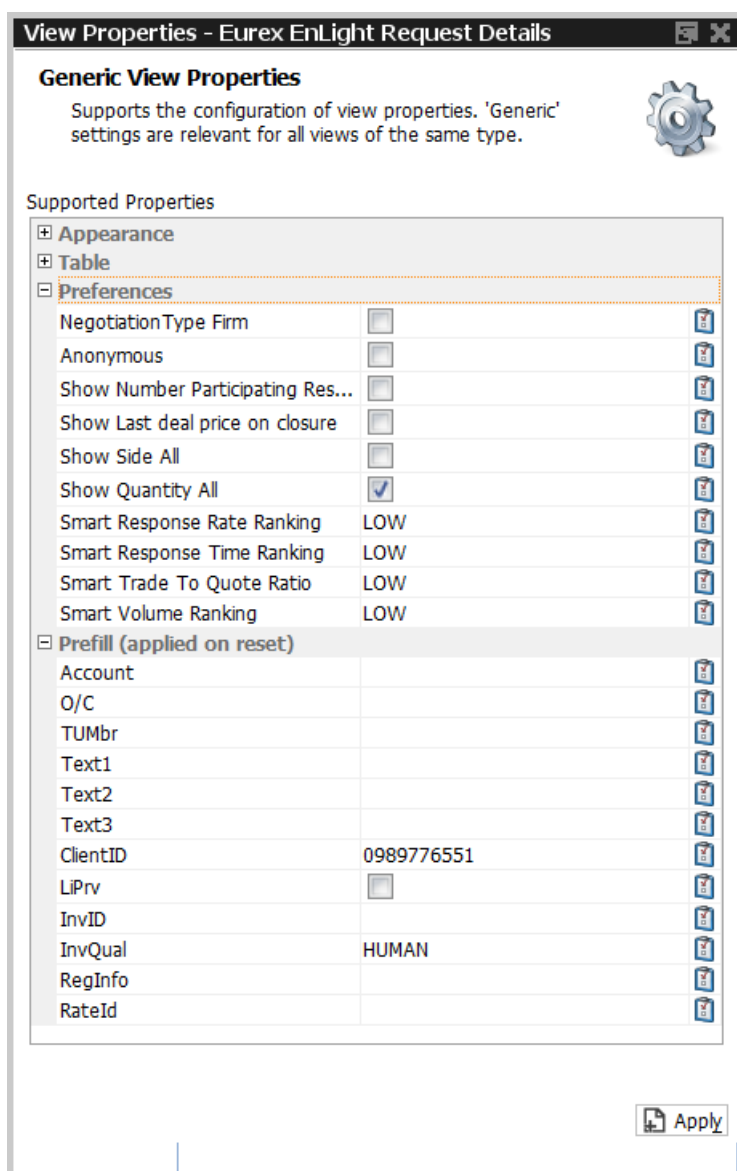 View Properties - Eurex EnLight Request Details
Generic View Properties
Supports the configuration of view properties. 'Generic'
settings are relevant for all views of the same type.
Supported Properties
Appearance
Table
Preferences
NegotiationType Firm
Anonymous
Show Number Participating Res...
Show Last deal price on closure
Show Side All
Show Quantity All
Smart Response Rate Ranking LOW
Smart Response Time Ranking LOW
Smart Trade To Quote Ratio LOW
Smart Volume Ranking LOW
Prefill (applied on reset)
Account
O/C
TUMbr
Text1
Text2
Text3
ClientID 0989776551
LiPrv
InvID
InvQual HUMAN
RegInfo
RateId
Apply